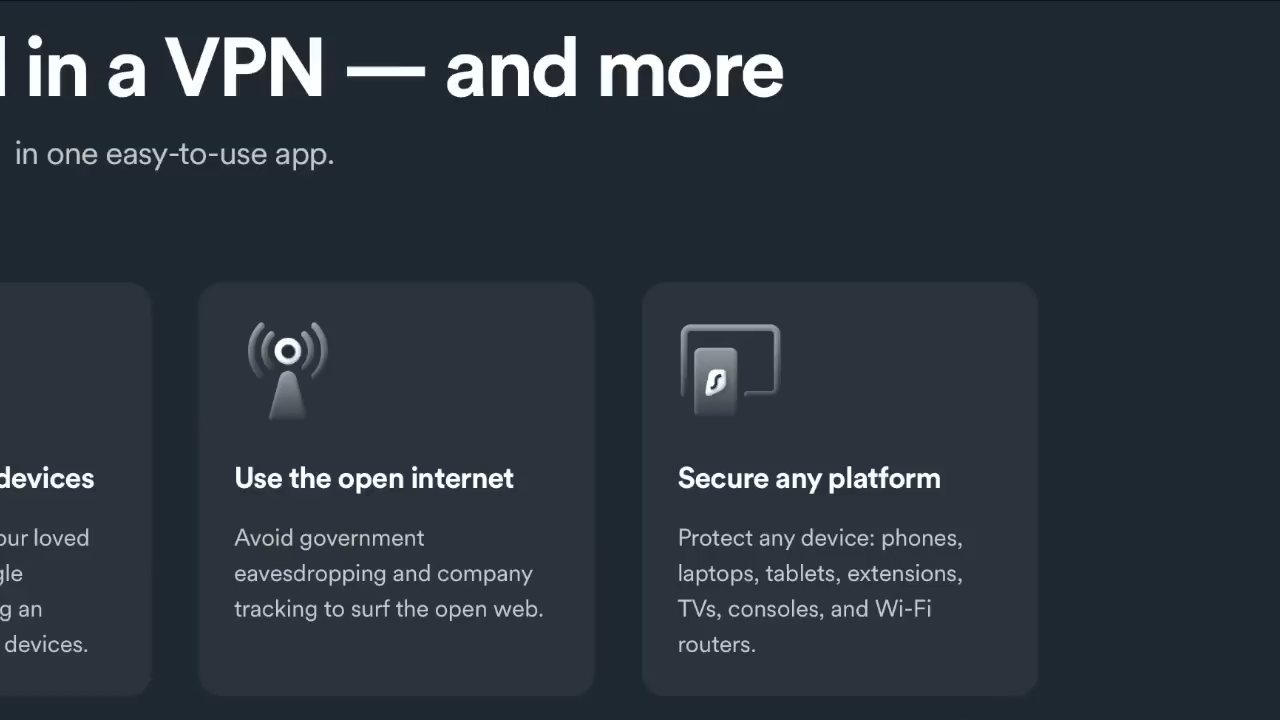 in a VPN — and more
in one easy-to-use app.
devices
loved
an
devices.
Use the open internet
Avoid government
eavesdropping and company
tracking to surf the open web.
Secure any platform
Protect any device: phones,
laptops, tablets, extensions,
TVs, consoles, and Wi-Fi
routers.